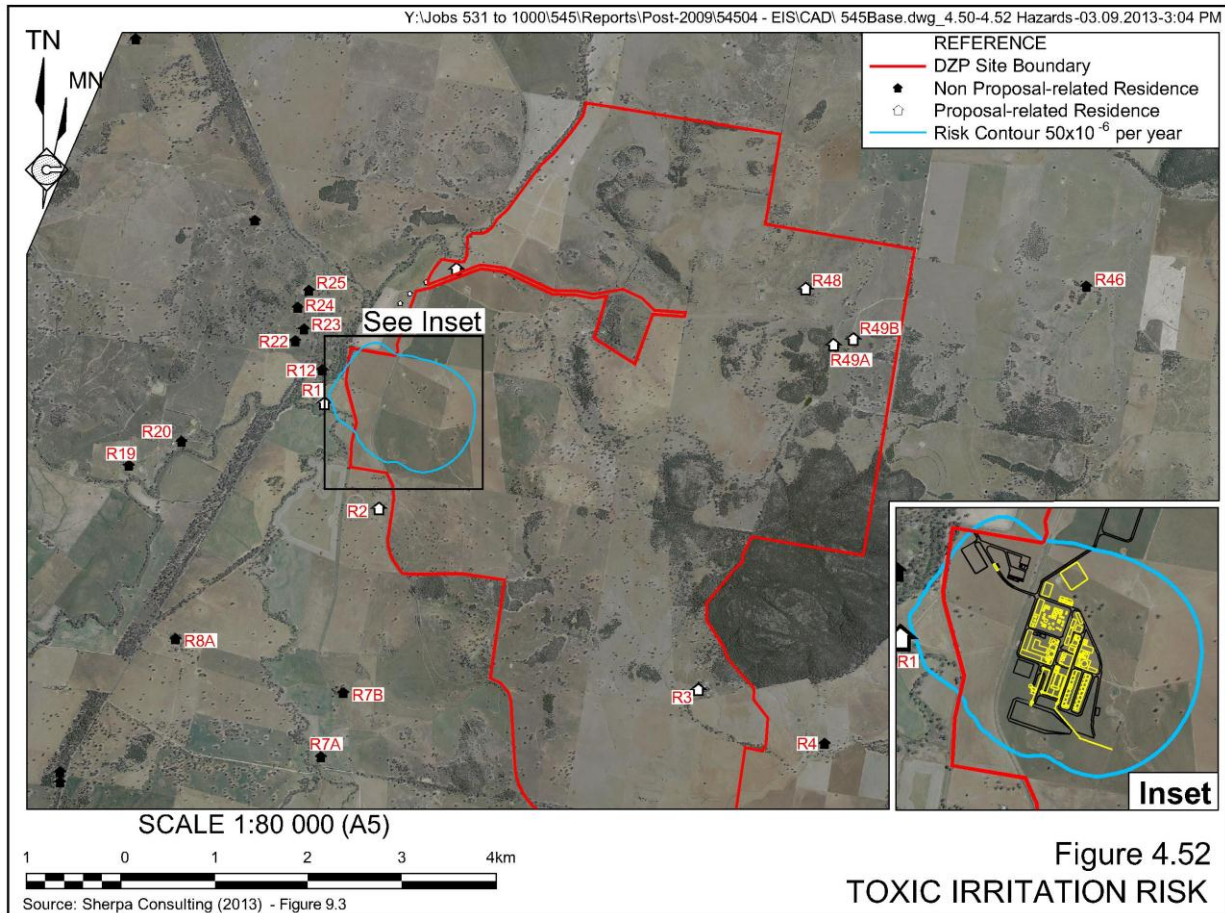 Y:\Jobs 531 to 1000\545\Reports\Post-2009\54504 - EIS\CAD\ 545Base.dwg_4.50-4.52 Hazards-03.09.2013-3:04 PM
TN
MN
REFERENCE
DZP Site Boundary
Non Proposal-related Residence
Proposal-related Residence
Risk Contour 50x10⁻⁶ per year
R25
R24
R23
R22
See Inset
R12
R1
R48
R46
R49B
R49A
R20
R19
R2
R8A
R7B
R7A
R3
R4
R1
Inset
SCALE 1:80 000 (A5)
1 0 1 2 3 4km
Source: Sherpa Consulting (2013) - Figure 9.3
Figure 4.52
TOXIC IRRITATION RISK